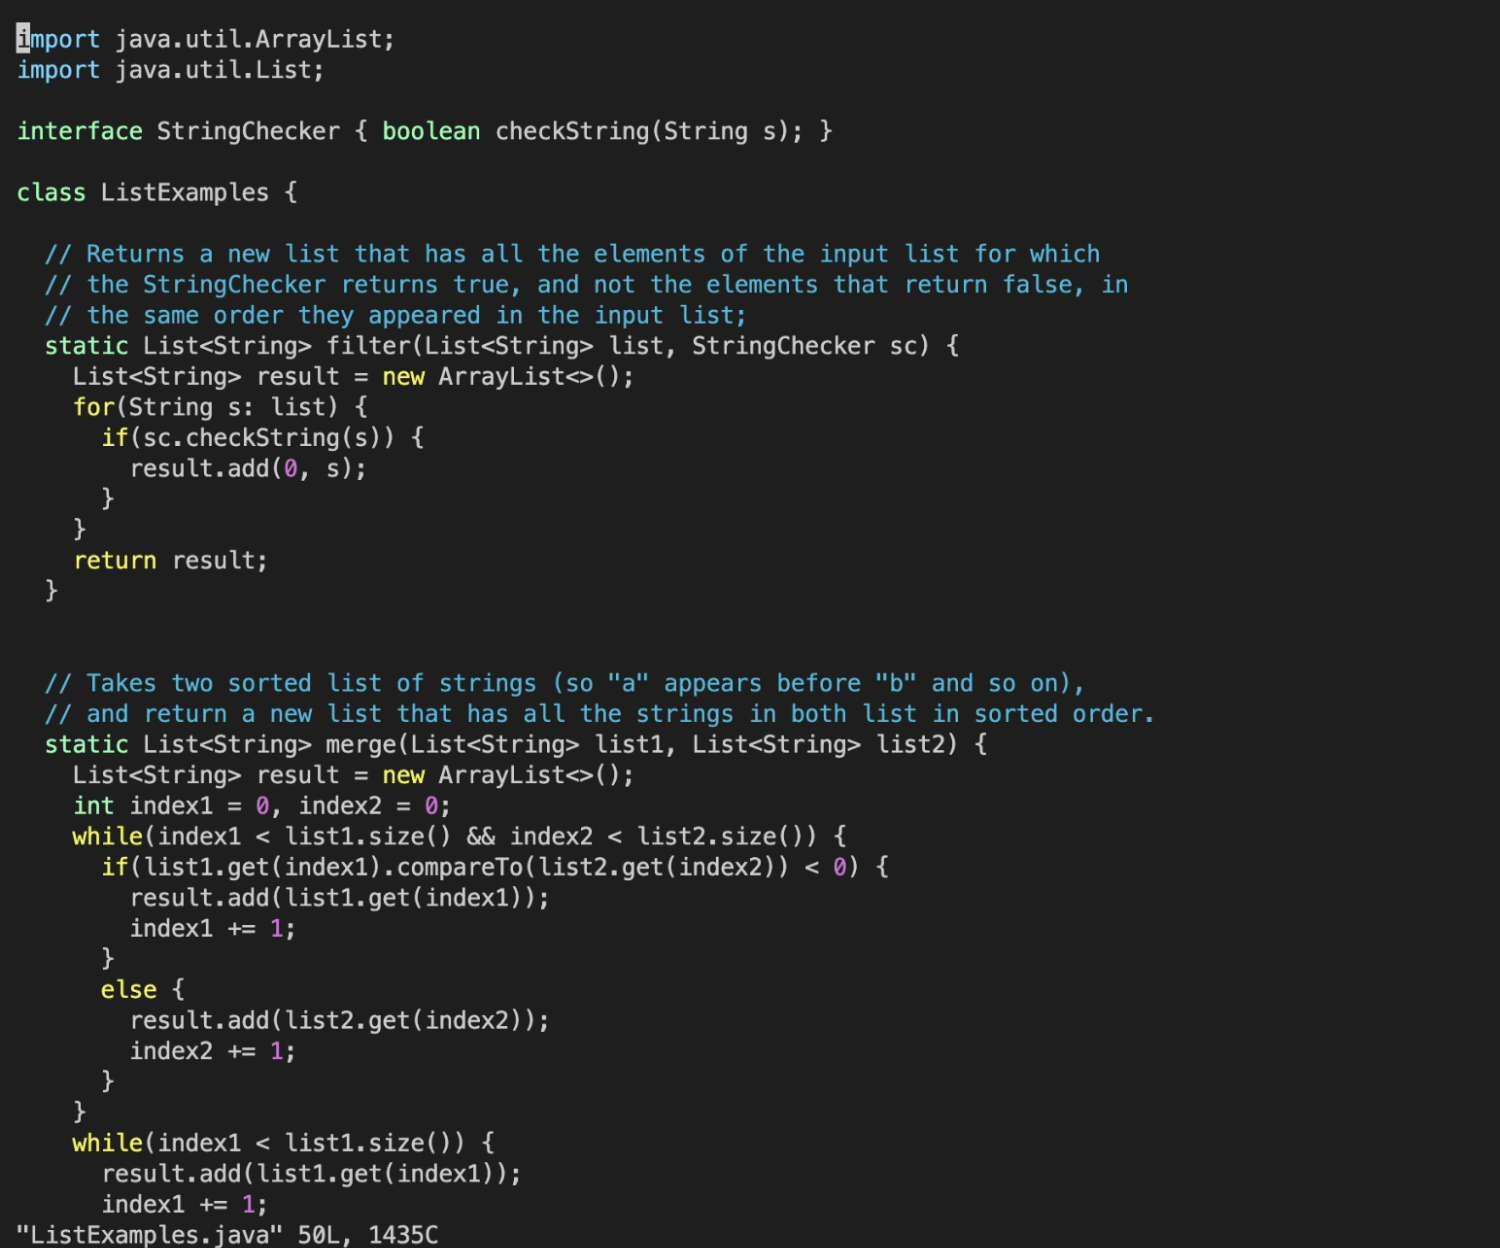 import java.util.ArrayList;
import java.util.List;

interface StringChecker { boolean checkString(String s); }

class ListExamples {

  // Returns a new list that has all the elements of the input list for which
  // the StringChecker returns true, and not the elements that return false, in
  // the same order they appeared in the input list;
  static List<String> filter(List<String> list, StringChecker sc) {
    List<String> result = new ArrayList<>();
    for(String s: list) {
      if(sc.checkString(s)) {
        result.add(0, s);
      }
    }
    return result;
  }


  // Takes two sorted list of strings (so "a" appears before "b" and so on),
  // and return a new list that has all the strings in both list in sorted order.
  static List<String> merge(List<String> list1, List<String> list2) {
    List<String> result = new ArrayList<>();
    int index1 = 0, index2 = 0;
    while(index1 < list1.size() && index2 < list2.size()) {
      if(list1.get(index1).compareTo(list2.get(index2)) < 0) {
        result.add(list1.get(index1));
        index1 += 1;
      }
      else {
        result.add(list2.get(index2));
        index2 += 1;
      }
    }
    while(index1 < list1.size()) {
      result.add(list1.get(index1));
      index1 += 1;
"ListExamples.java" 50L, 1435C